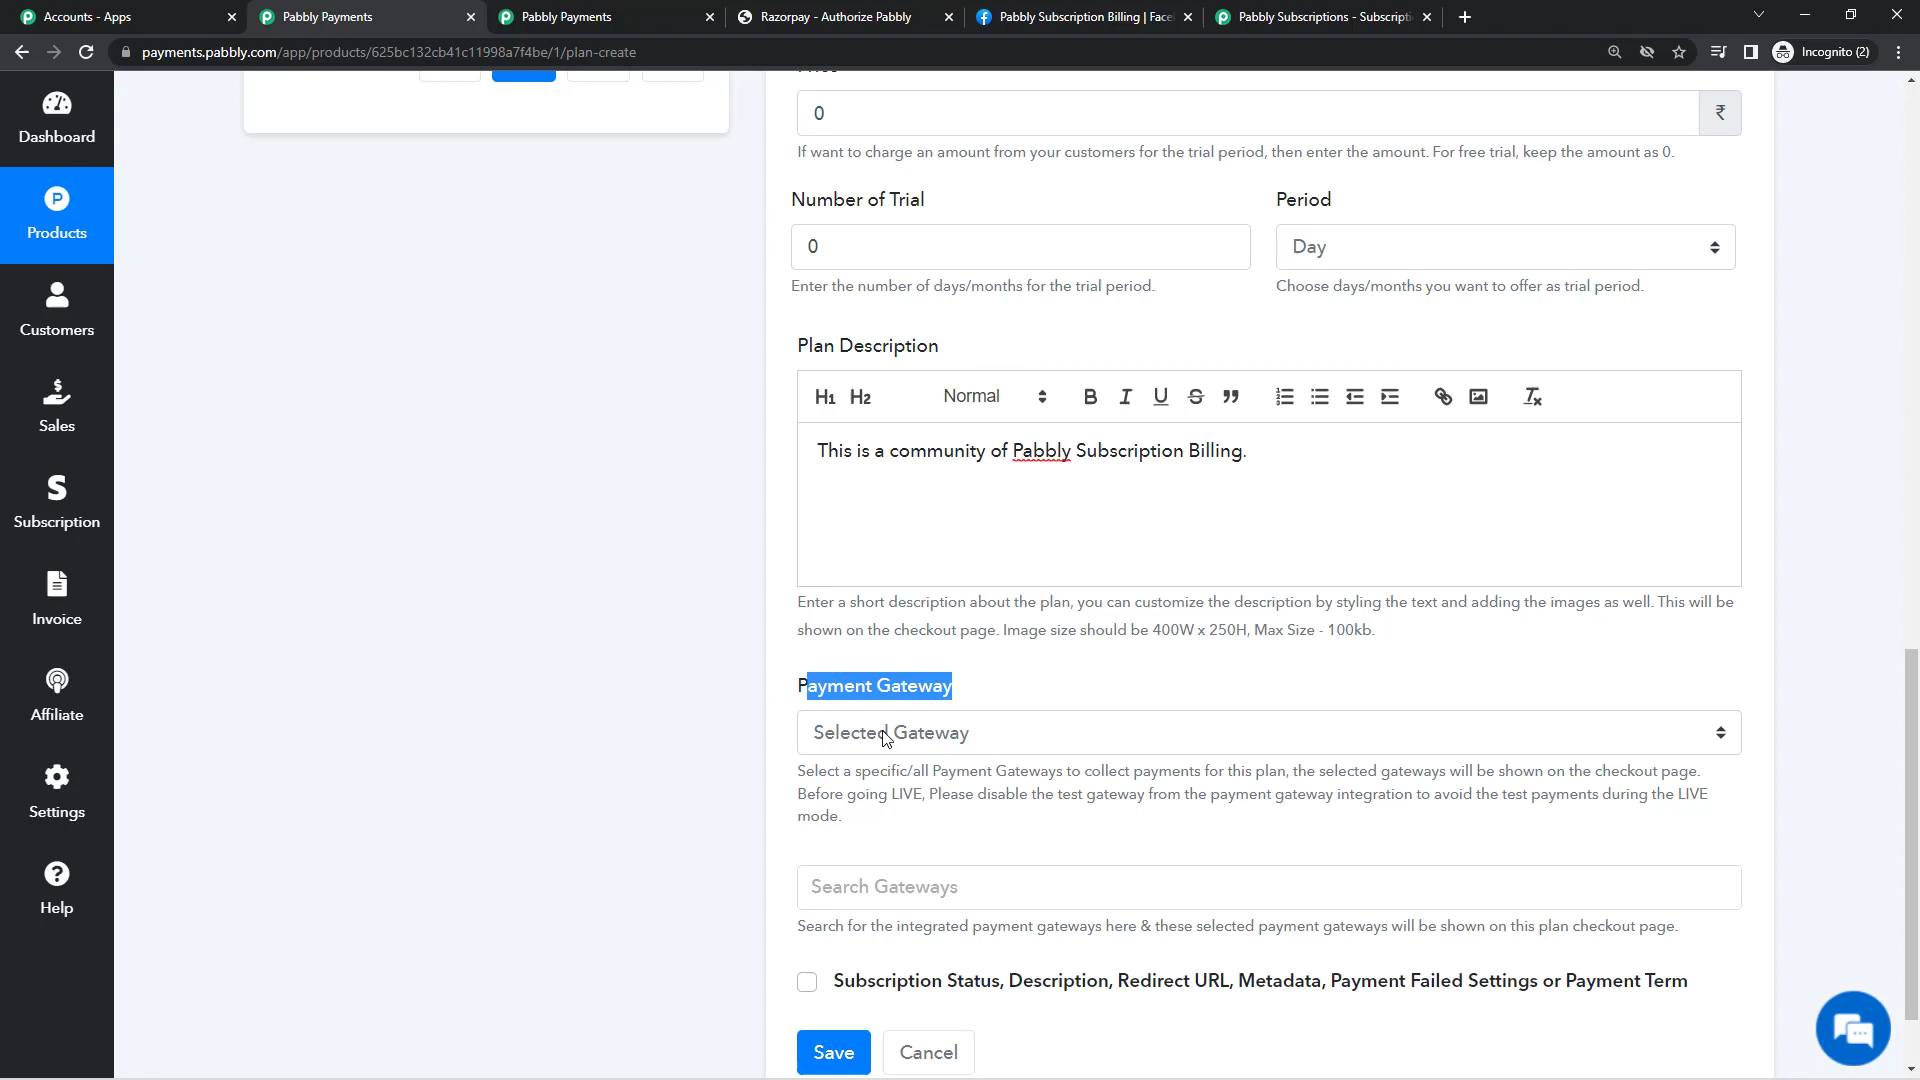 Accounts - Apps
Pabbly Payments
Pabbly Payments
Razorpay - Authorize Pabbly
Pabbly Subscription Billing | Face
Pabbly Subscriptions - Subscripti
payments.pabbly.com/app/products/625bc132cb41c11998a7f4be/1/plan-create
Incognito (2)
Dashboard
Products
Customers
Sales
Subscription
Invoice
Affiliate
Settings
Help
0
₹
If want to charge an amount from your customers for the trial period, then enter the amount. For free trial, keep the amount as 0.
Number of Trial
Period
0
Day
Enter the number of days/months for the trial period.
Choose days/months you want to offer as trial period.
Plan Description
H1 H2 Normal B I U S
This is a community of Pabbly Subscription Billing.
Enter a short description about the plan, you can customize the description by styling the text and adding the images as well. This will be
shown on the checkout page. Image size should be 400W x 250H, Max Size - 100kb.
Payment Gateway
Selected Gateway
Select a specific/all Payment Gateways to collect payments for this plan, the selected gateways will be shown on the checkout page.
Before going LIVE, Please disable the test gateway from the payment gateway integration to avoid the test payments during the LIVE
mode.
Search Gateways
Search for the integrated payment gateways here & these selected payment gateways will be shown on this plan checkout page.
Subscription Status, Description, Redirect URL, Metadata, Payment Failed Settings or Payment Term
Save
Cancel